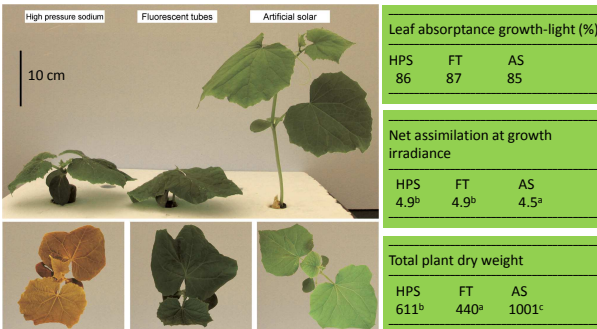 High pressure sodium Fluorescent tubes Artificial solar
10 cm
Leaf absorptance growth-light (%)
HPS FT AS
86 87 85
Net assimilation at growth
irradiance
HPS FT AS
4.9ᵇ 4.9ᵇ 4.5ᵃ
Total plant dry weight
HPS FT AS
611ᵇ 440ᵃ 1001ᶜ